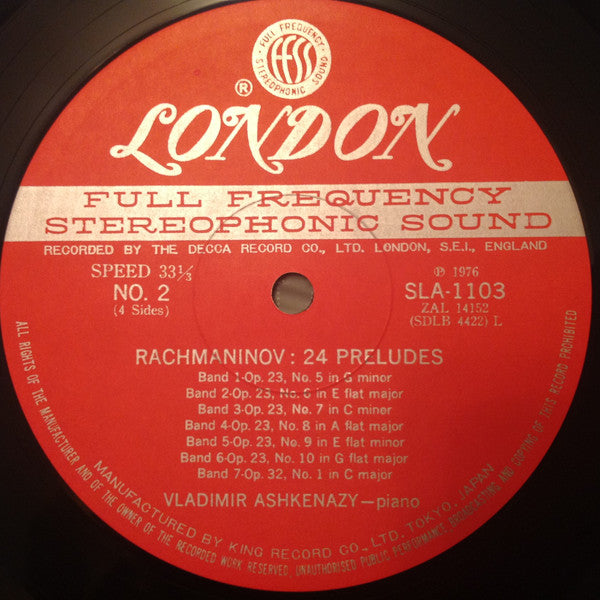 FULL FREQUENCY
ffss
STEREOPHONIC SOUND
®
LONDON
FULL FREQUENCY
STEREOPHONIC SOUND
RECORDED BY THE DECCA RECORD CO., LTD. LONDON, S.E.I., ENGLAND
SPEED 33⅓
℗ 1976
NO. 2
SLA-1103
(4 Sides)
ZAL 14152
(SDLB 4422) L
RACHMANINOV : 24 PRELUDES
Band 1-Op. 23, No. 5 in G minor
Band 2-Op. 23, No. 6 in E flat major
Band 3-Op. 23, No. 7 in C miner
Band 4-Op. 23, No. 8 in A flat major
Band 5-Op. 23, No. 9 in E flat minor
Band 6-Op. 23, No. 10 in G flat major
Band 7-Op. 32, No. 1 in C major
VLADIMIR ASHKENAZY—piano
MANUFACTURED BY KING RECORD CO., LTD. TOKYO, JAPAN
ALL RIGHTS OF THE MANUFACTURER AND OF THE OWNER OF THE RECORDED WORK RESERVED, UNAUTHORISED PUBLIC PERFORMANCE, BROADCASTING AND COPYING OF THIS RECORD PROHIBITED